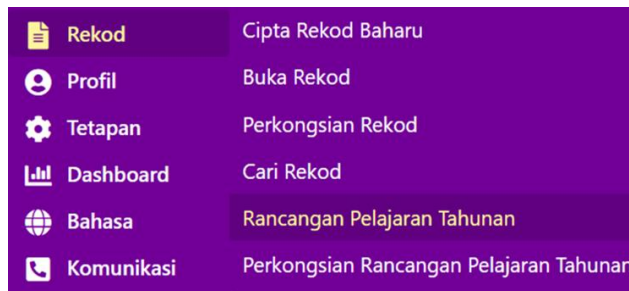 Rekod
Profil
Tetapan
Dashboard
Bahasa
Komunikasi
Cipta Rekod Baharu
Buka Rekod
Perkongsian Rekod
Cari Rekod
Rancangan Pelajaran Tahunan
Perkongsian Rancangan Pelajaran Tahunan